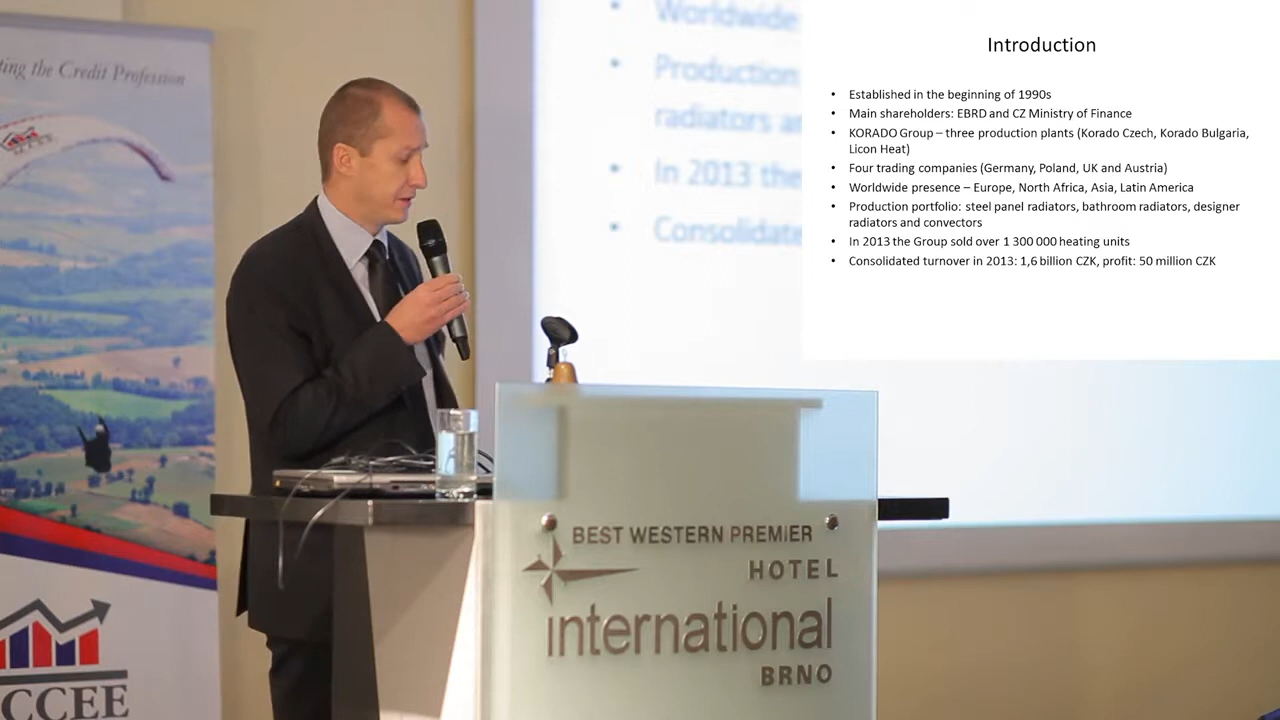 ting the Credit Profession
CCEE
• Worldwide
• Production
radiators a
• In 2013 the
• Consolidate
Introduction
• Established in the beginning of 1990s
• Main shareholders: EBRD and CZ Ministry of Finance
• KORADO Group – three production plants (Korado Czech, Korado Bulgaria,
Licon Heat)
• Four trading companies (Germany, Poland, UK and Austria)
• Worldwide presence – Europe, North Africa, Asia, Latin America
• Production portfolio: steel panel radiators, bathroom radiators, designer
radiators and convectors
• In 2013 the Group sold over 1 300 000 heating units
• Consolidated turnover in 2013: 1,6 billion CZK, profit: 50 million CZK
BEST WESTERN PREMIER
HOTEL
international
BRNO